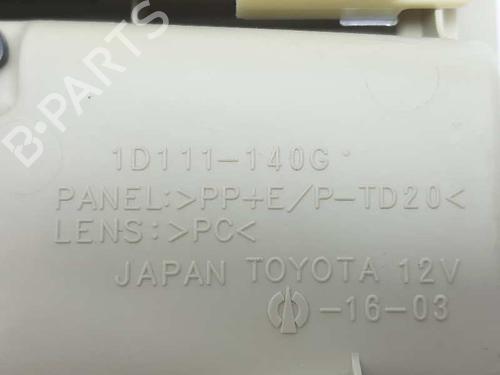 B-PARTS
1D111-140G
PANEL:>PP+E/P-TD20<
LENS:>PC<
JAPAN TOYOTA 12V
-16-03